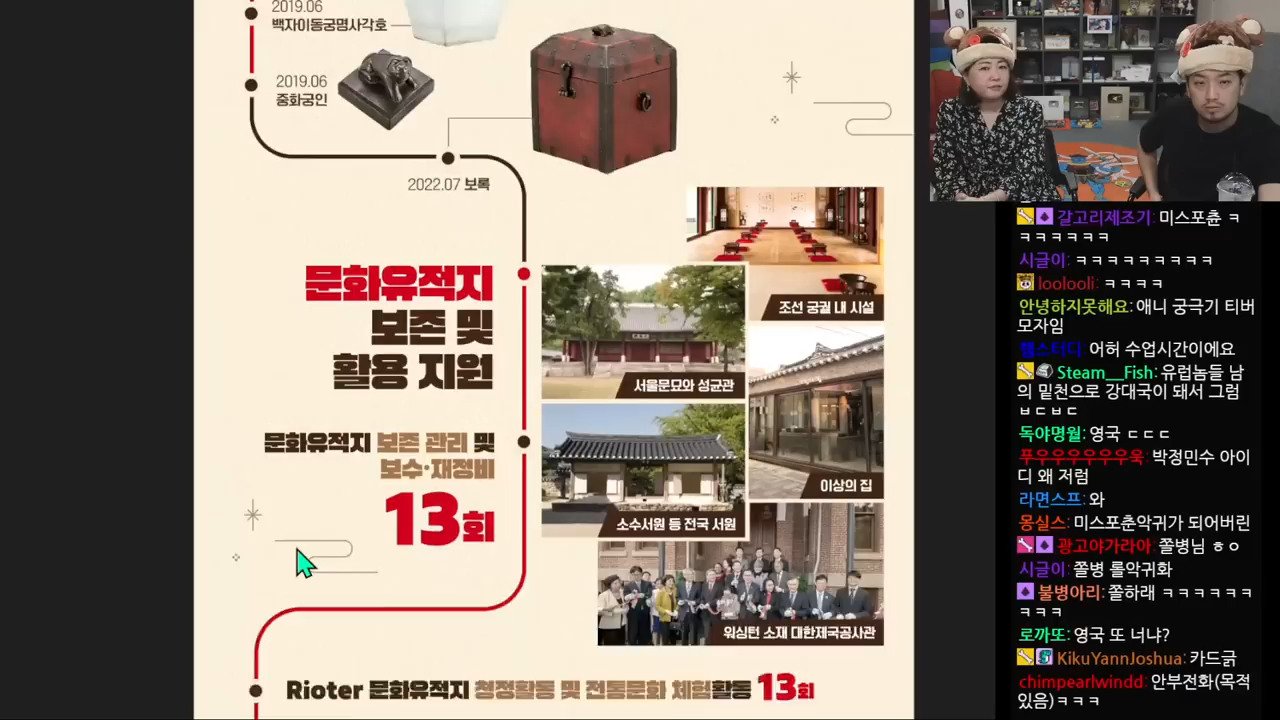 2019.06
백자이동궁명사각호
2019.06
중화궁인
2022.07 보록
문화유적지
보존 및
활용 지원
조선 궁궐 내 시설
서울문묘와 성균관
문화유적지 보존 관리 및
보수·재정비
13회
이상의 집
소수서원 등 전국 서원
워싱턴 소재 대한제국공사관
Rioter 문화유적지 청정활동 및 전통문화 체험활동 13회
갈고리제조기: 미스포츈 ㅋ
ㅋㅋㅋㅋㅋㅋ
시글이: ㅋㅋㅋㅋㅋㅋㅋㅋㅋ
loolooli: ㅋㅋㅋㅋ
안녕하지못해요: 애니 궁극기 티버
모자임
햄스터디: 어허 수업시간이에요
Steam__Fish: 유럽놈들 남
의 밑천으로 강대국이 돼서 그럼
ㅂㄷㅂㄷ
독야명월: 영국 ㄷㄷㄷ
푸우우우우우우욱: 박정민수 아이
디 왜 저럼
라면스프: 와
몽실스: 미스포춘악귀가 되어버린
광고야가라아: 쫄병님 ㅎㅇ
시글이: 쫄병 롤악귀화
불병아리: 쫄하래 ㅋㅋㅋㅋㅋㅋ
ㅋㅋㅋㅋ
로까또: 영국 또 너냐?
KikuYannJoshua: 카드긁
chimpearlwindd: 안부전화(목적
있음)ㅋㅋㅋ